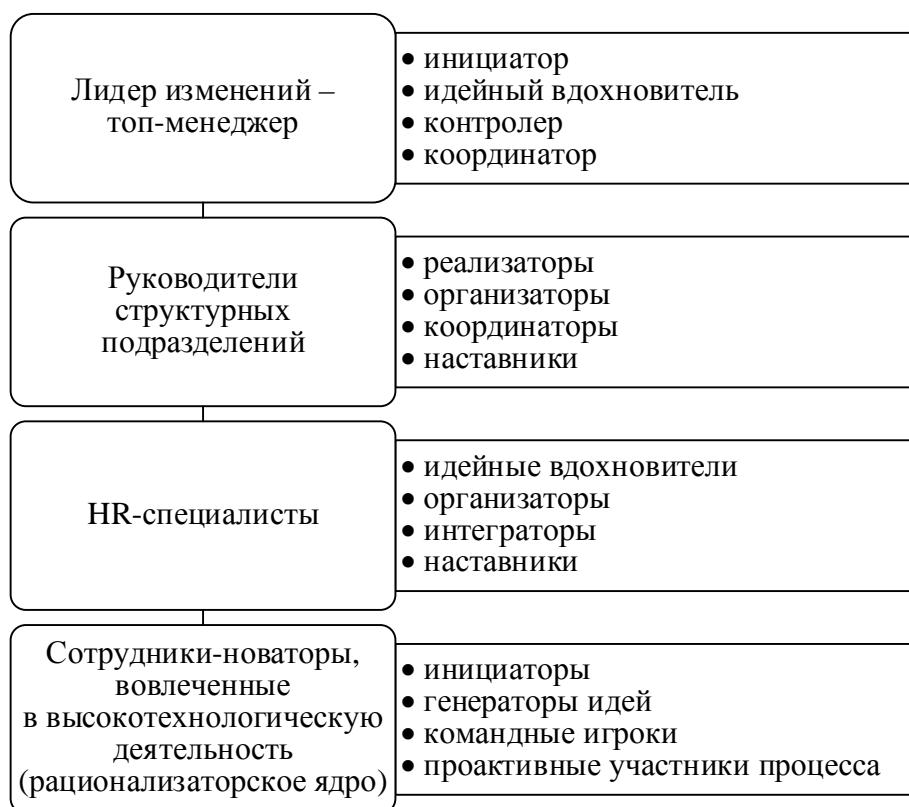 Лидер изменений –
топ-менеджер
• инициатор
• идейный вдохновитель
• контролер
• координатор
Руководители
структурных
подразделений
• реализаторы
• организаторы
• координаторы
• наставники
HR-специалисты
• идейные вдохновители
• организаторы
• интеграторы
• наставники
Сотрудники-новаторы,
вовлеченные
в высокотехнологическую
деятельность
(рационализаторское ядро)
• инициаторы
• генераторы идей
• командные игроки
• проактивные участники процесса